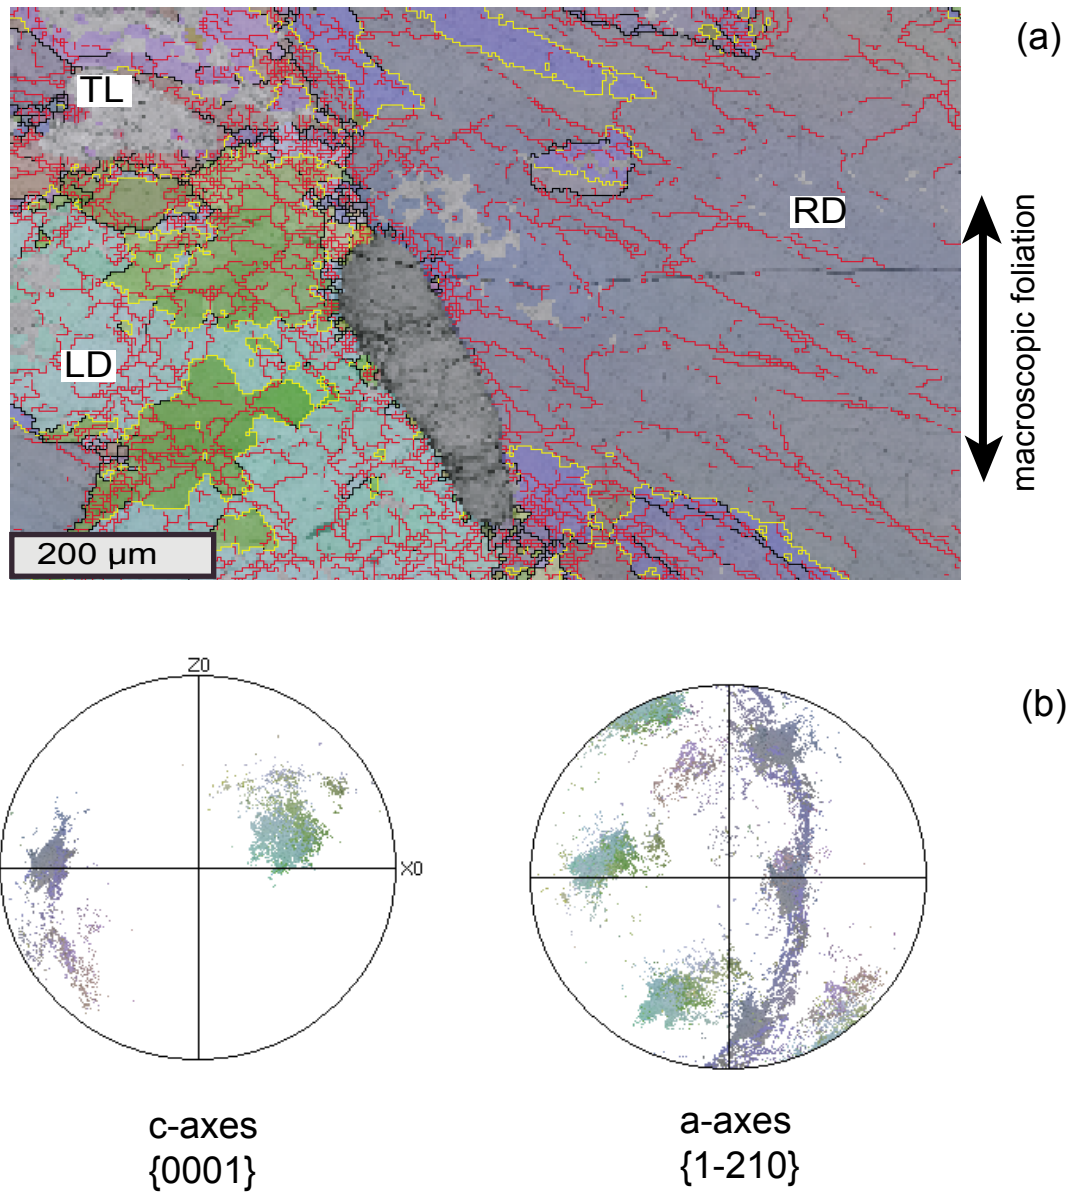 (a)
TL
RD
LD
macroscopic foliation
200 µm
(b)
Z0
X0
c-axes
{0001}
a-axes
{1-210}